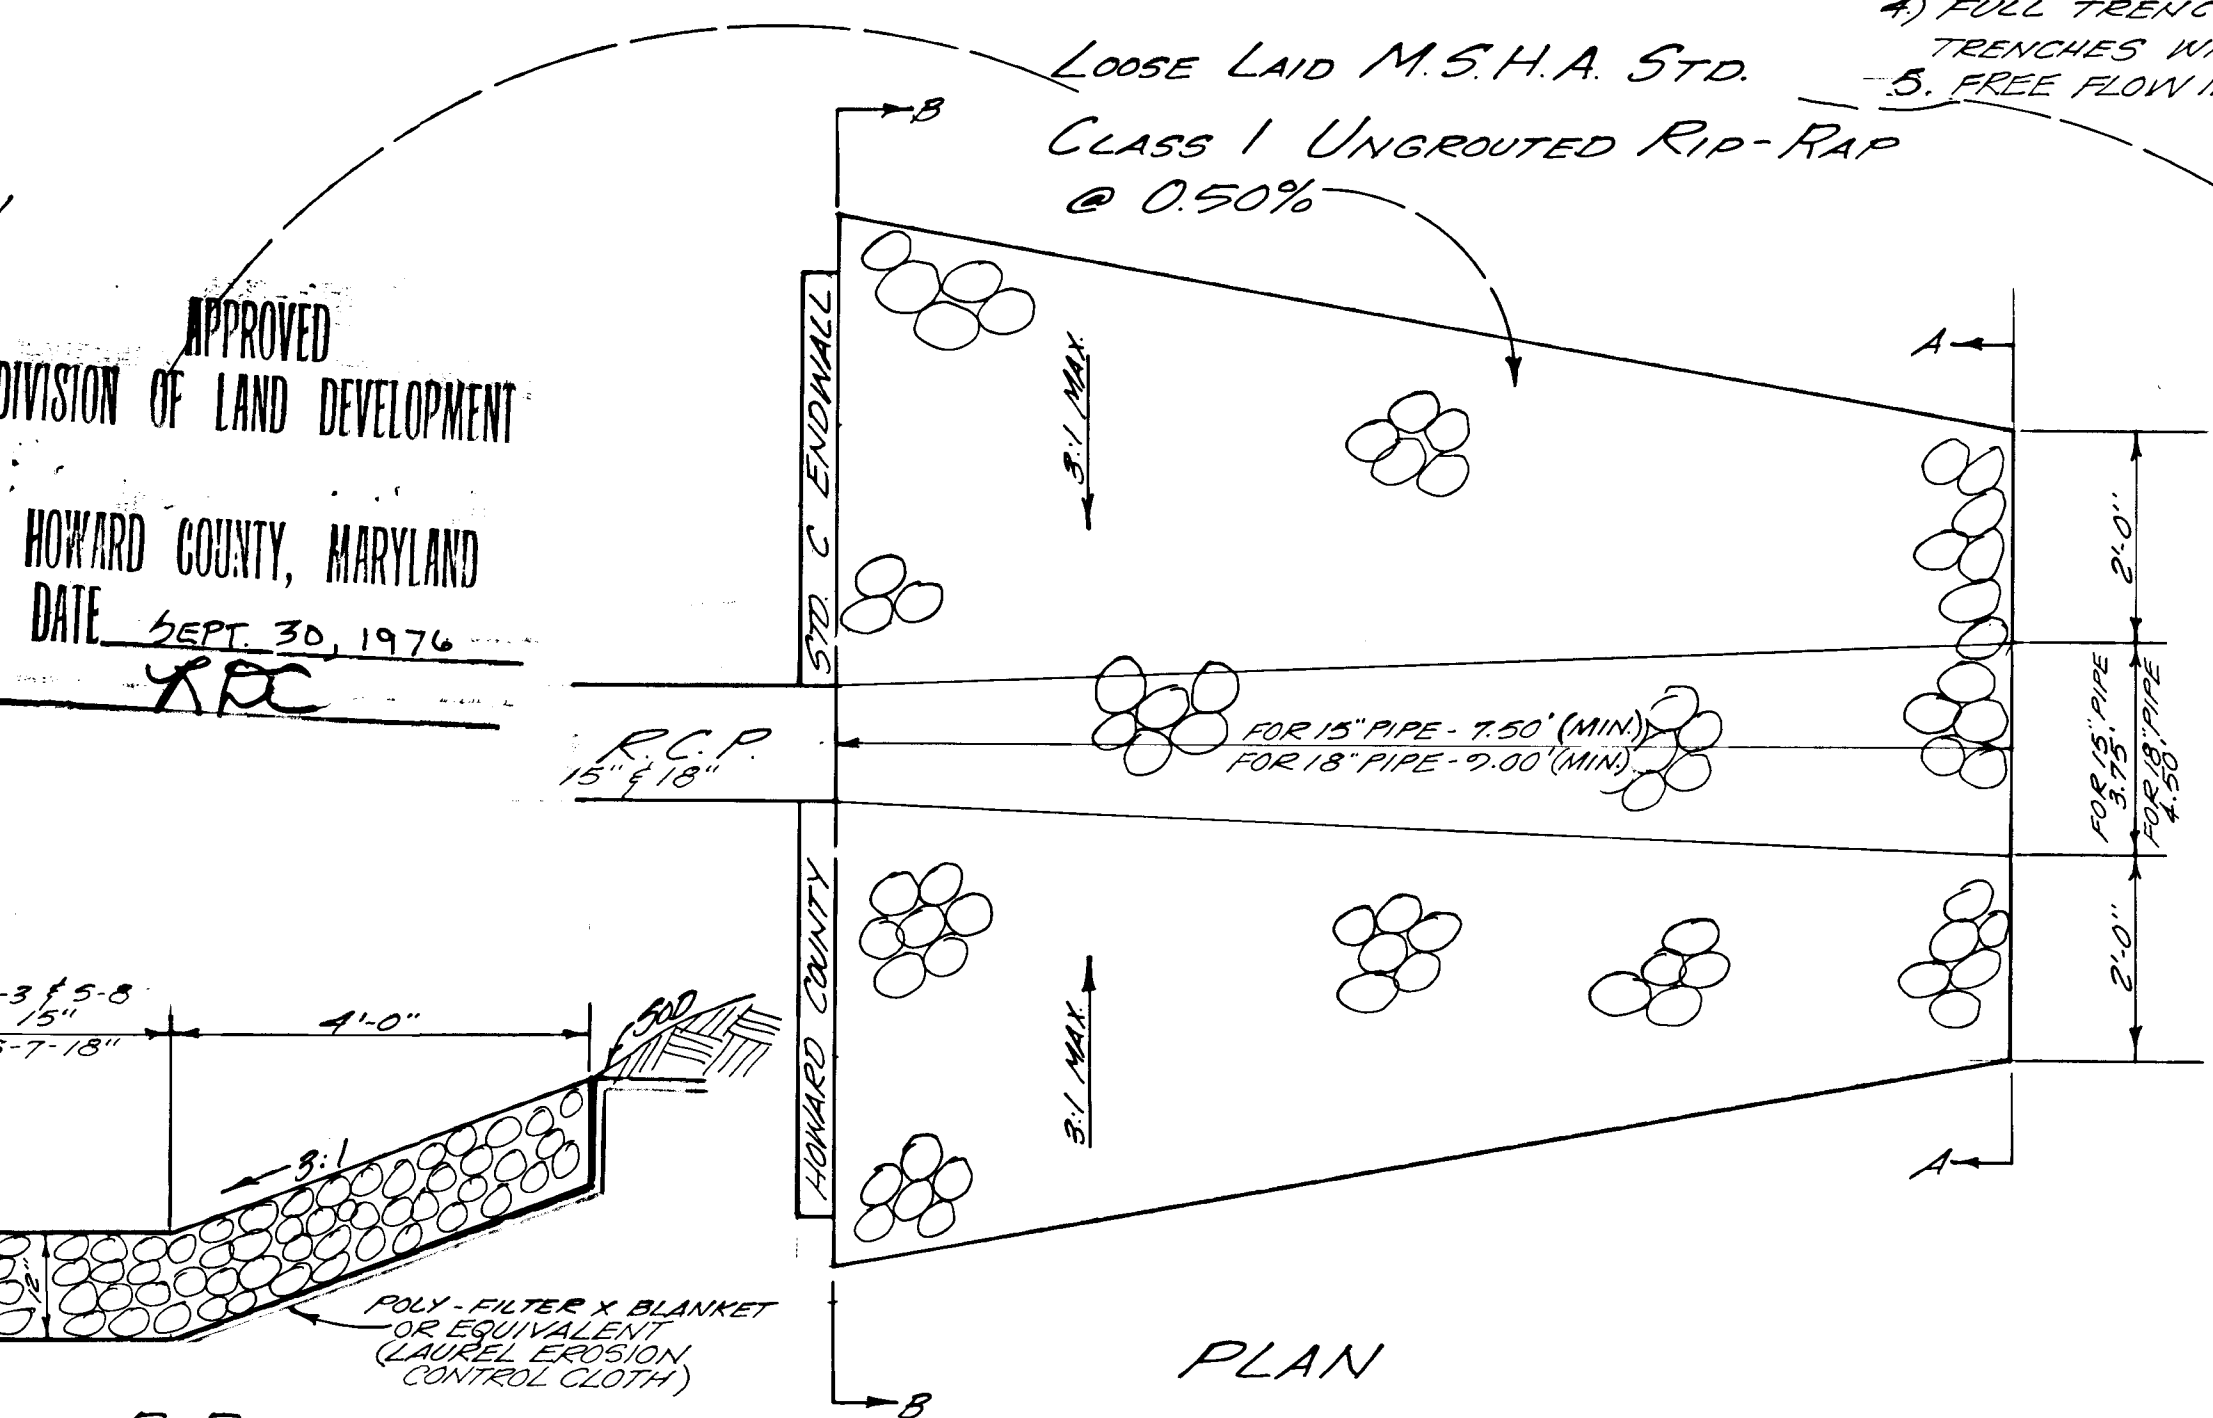 4.) FULL
TRENCHES
5. FREE FLOW
LOOSE LAID M.S.H.A. STD.
CLASS 1 UNGROUTED RIP-RAP
@ 0.50%
B
APPROVED
DIVISION OF LAND DEVELOPMENT
HOWARD COUNTY, MARYLAND
DATE SEPT. 30, 1976
STD. C ENDWALL
HOWARD COUNTY
3:1 MAX.
3:1 MAX.
A
2'-0"
R.C.P.
15" & 18"
FOR 15" PIPE - 7.50' (MIN.)
FOR 18" PIPE - 9.00' (MIN.)
FOR 15" PIPE
3.75'
FOR 18" PIPE
4.50'
2'-0"
A
-3 & S-8
15"
-7-18"
4'-0"
SOD
3:1
12"
POLY-FILTER X BLANKET
OR EQUIVALENT
(LAUREL EROSION
CONTROL CLOTH)
PLAN
B